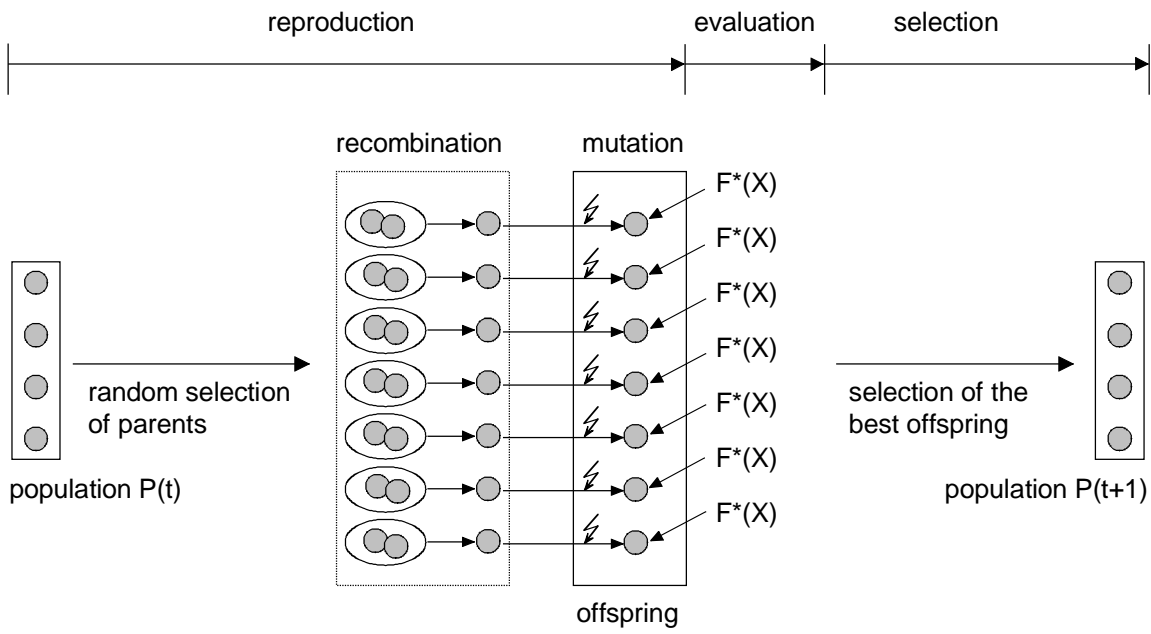 reproduction
evaluation
selection
recombination
mutation
F*(X)
F*(X)
F*(X)
F*(X)
F*(X)
F*(X)
F*(X)
random selection
of parents
selection of the
best offspring
population P(t)
population P(t+1)
offspring